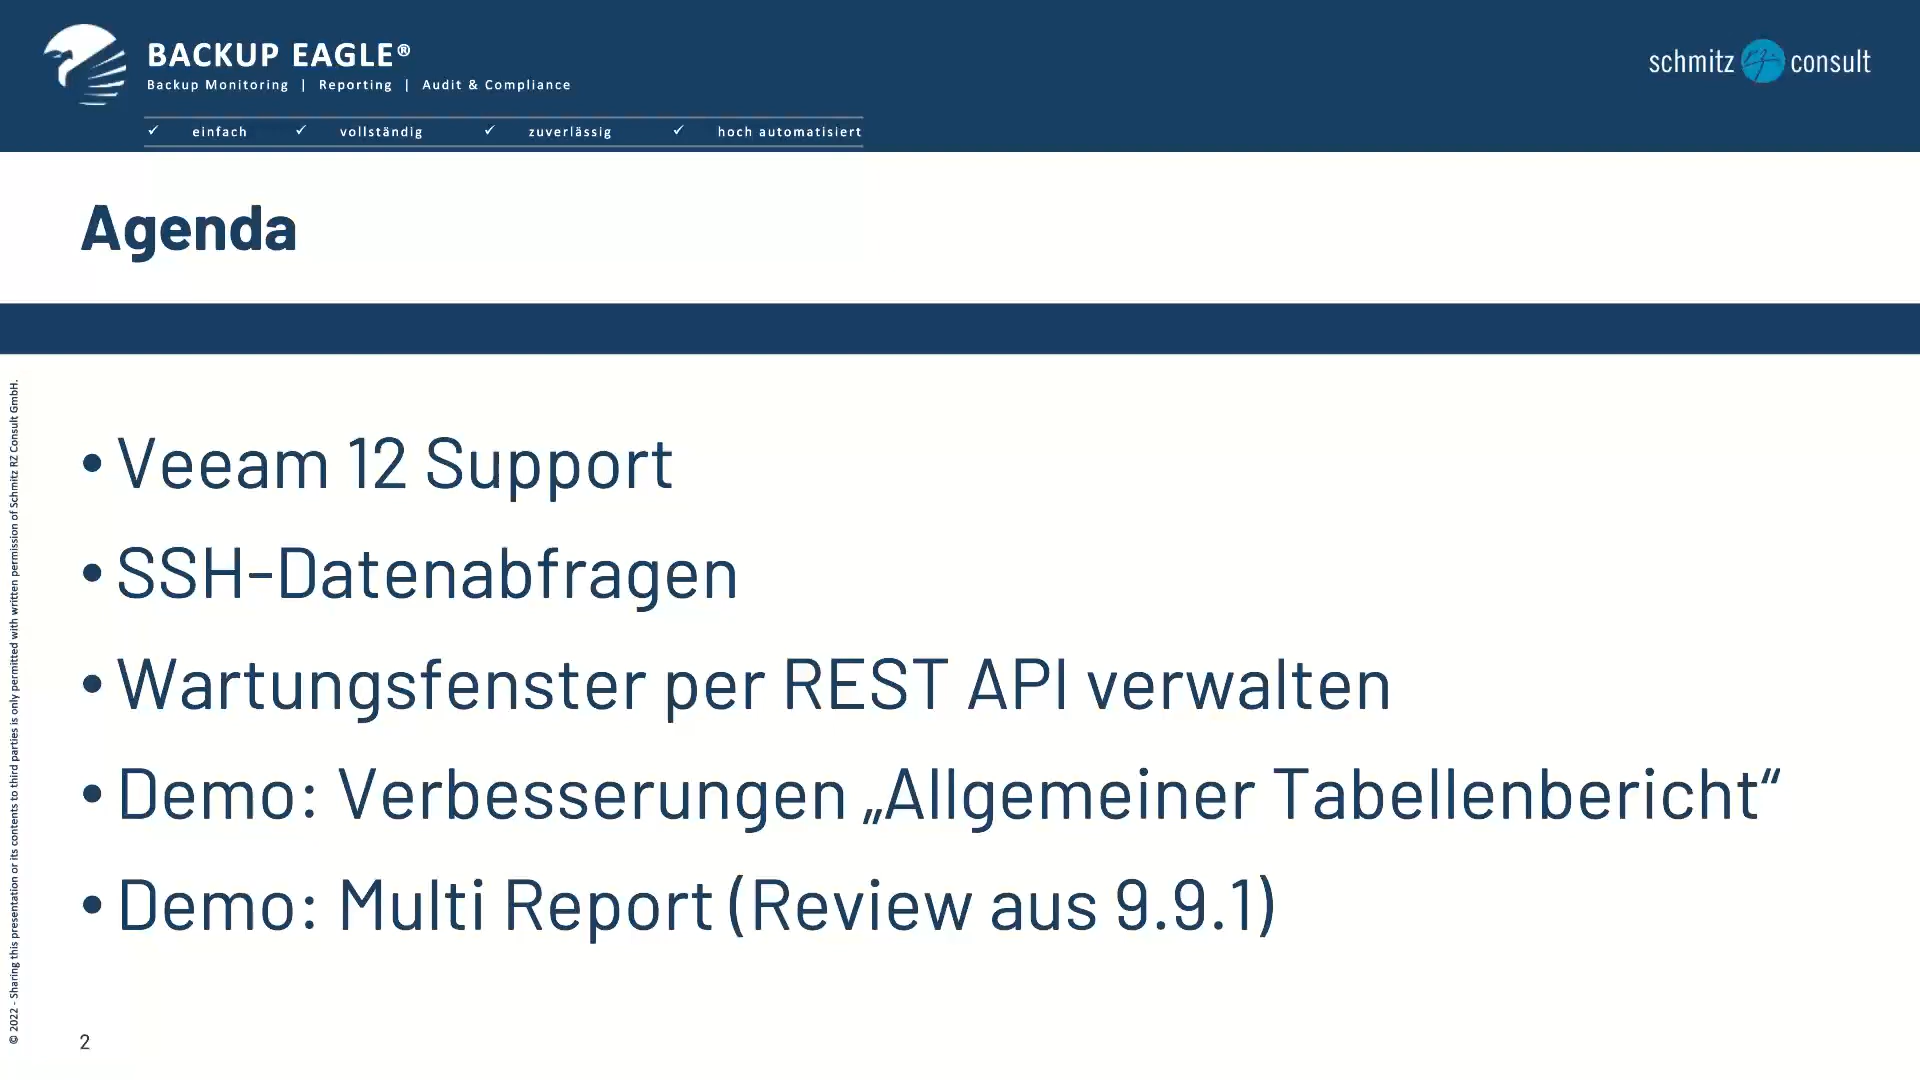 BACKUP EAGLE®
Backup Monitoring | Reporting | Audit & Compliance
schmitz rz consult
✓ einfach ✓ vollständig ✓ zuverlässig ✓ hoch automatisiert
Agenda
• Veeam 12 Support
• SSH-Datenabfragen
• Wartungsfenster per REST API verwalten
• Demo: Verbesserungen „Allgemeiner Tabellenbericht“
• Demo: Multi Report (Review aus 9.9.1)
© 2022 - Sharing this presentation or its contents to third parties is only permitted with written permission of Schmitz RZ Consult GmbH.
2